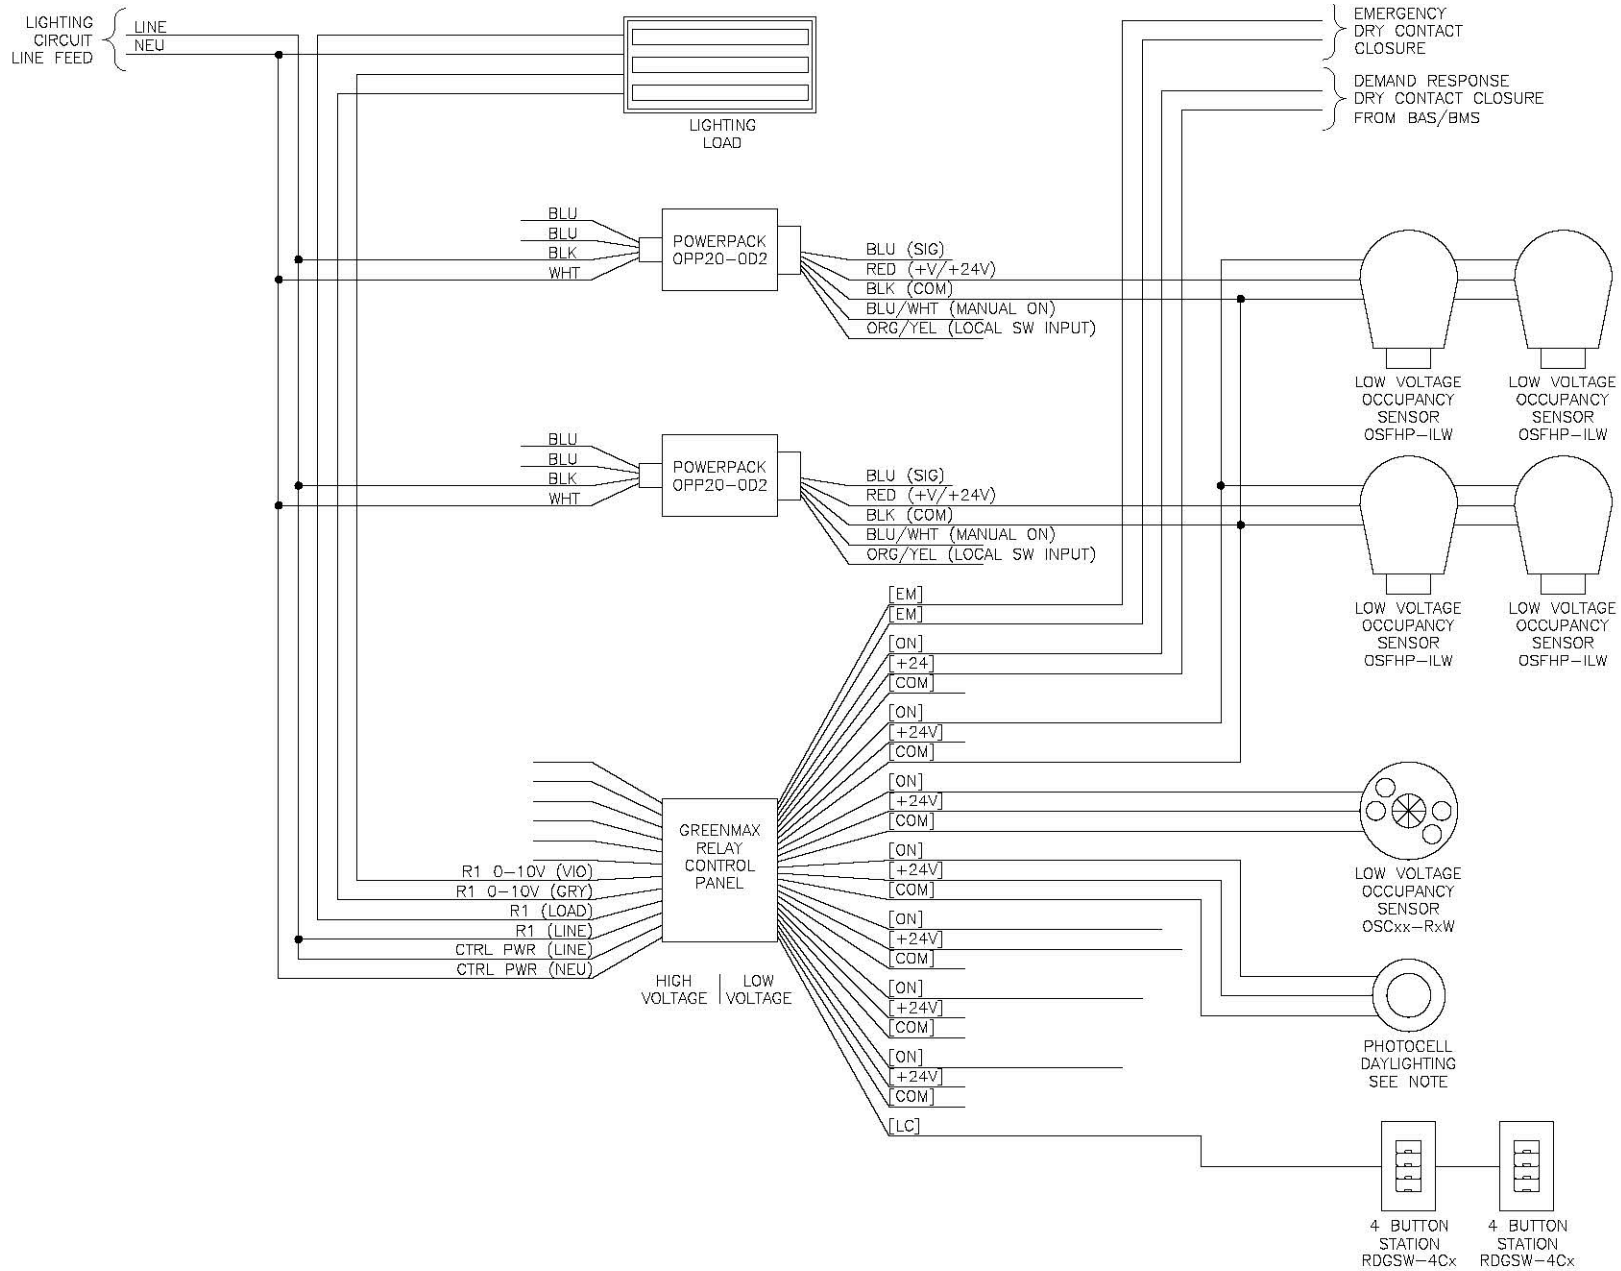 LIGHTING
CIRCUIT
LINE FEED
LINE
NEU
LIGHTING
LOAD
EMERGENCY
DRY CONTACT
CLOSURE
DEMAND RESPONSE
DRY CONTACT CLOSURE
FROM BAS/BMS
BLU
BLU
BLK
WHT
POWERPACK
OPP20-0D2
BLU (SIG)
RED (+V/+24V)
BLK (COM)
BLU/WHT (MANUAL ON)
ORG/YEL (LOCAL SW INPUT)
LOW VOLTAGE
OCCUPANCY
SENSOR
OSFHP-ILW
LOW VOLTAGE
OCCUPANCY
SENSOR
OSFHP-ILW
BLU
BLU
BLK
WHT
POWERPACK
OPP20-0D2
BLU (SIG)
RED (+V/+24V)
BLK (COM)
BLU/WHT (MANUAL ON)
ORG/YEL (LOCAL SW INPUT)
LOW VOLTAGE
OCCUPANCY
SENSOR
OSFHP-ILW
LOW VOLTAGE
OCCUPANCY
SENSOR
OSFHP-ILW
R1 0-10V (VIO)
R1 0-10V (GRY)
R1 (LOAD)
R1 (LINE)
CTRL PWR (LINE)
CTRL PWR (NEU)
GREENMAX
RELAY
CONTROL
PANEL
HIGH
VOLTAGE
LOW
VOLTAGE
[EM]
[EM]
[ON]
[+24]
[COM]
[ON]
[+24V]
[COM]
[ON]
[+24V]
[COM]
[ON]
[+24V]
[COM]
[ON]
[+24V]
[COM]
[ON]
[+24V]
[COM]
[ON]
[+24V]
[COM]
[LC]
LOW VOLTAGE
OCCUPANCY
SENSOR
OSCxx-RxW
PHOTOCELL
DAYLIGHTING
SEE NOTE
4 BUTTON
STATION
RDGSW-4Cx
4 BUTTON
STATION
RDGSW-4Cx